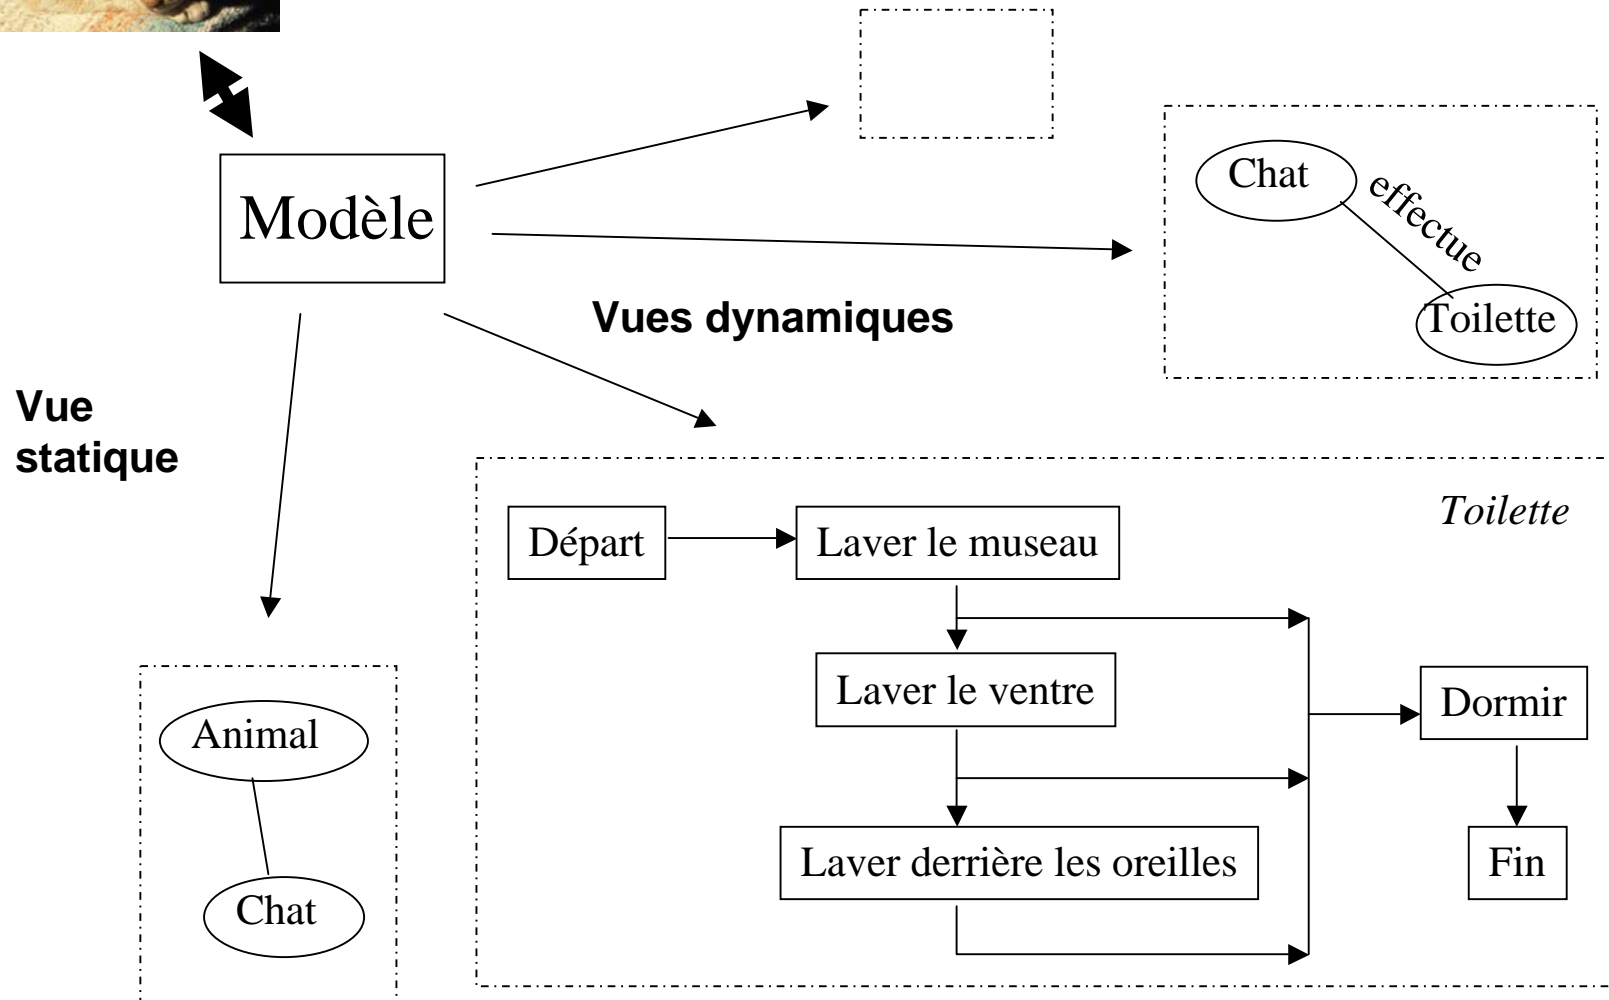 Modèle
Chat
effectue
Toilette
Vues dynamiques
Vue
statique
Toilette
Départ
Laver le museau
Laver le ventre
Dormir
Laver derrière les oreilles
Fin
Animal
Chat